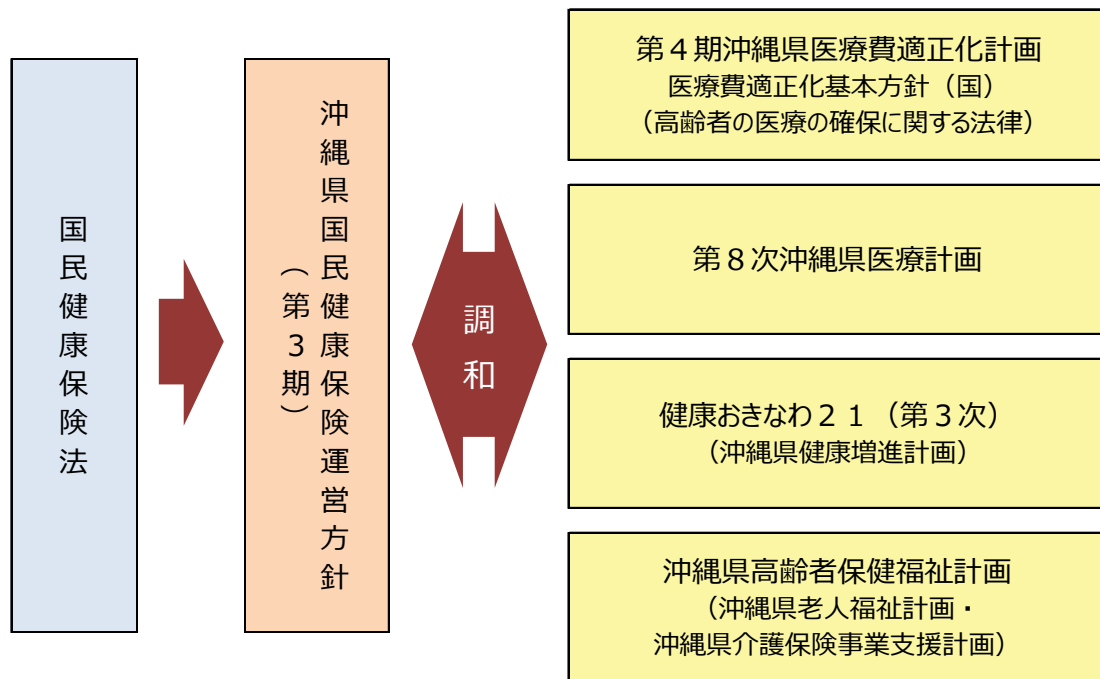 国民健康保険法
沖縄県国民健康保険運営方針
（第3期）
調和
第４期沖縄県医療費適正化計画
医療費適正化基本方針（国）
（高齢者の医療の確保に関する法律）
第８次沖縄県医療計画
健康おきなわ２１（第３次）
（沖縄県健康増進計画）
沖縄県高齢者保健福祉計画
（沖縄県老人福祉計画・
沖縄県介護保険事業支援計画）